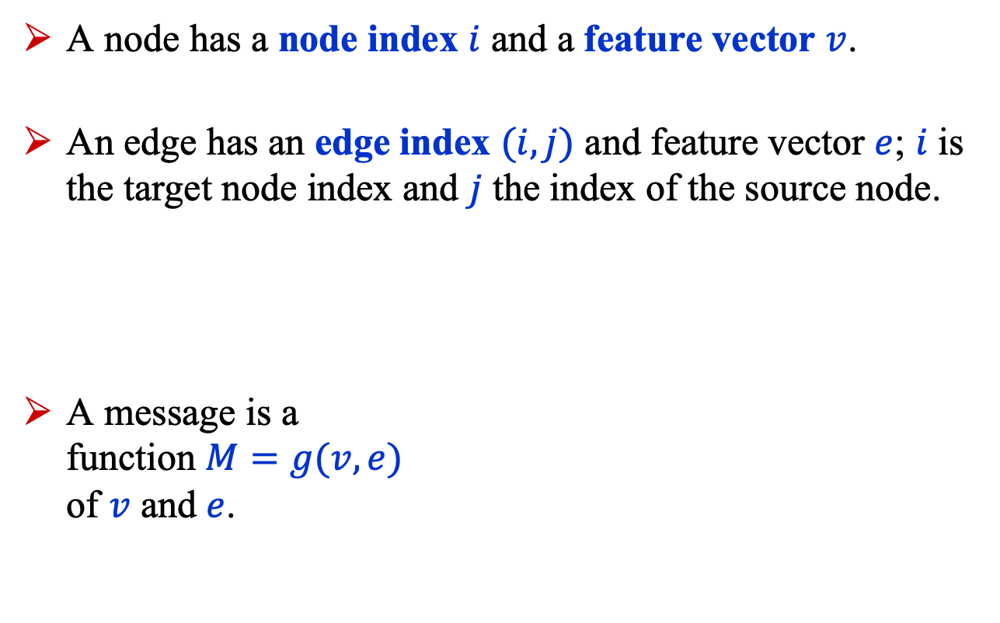 ➢ A node has a node index i and a feature vector v.
➢ An edge has an edge index (i, j) and feature vector e; i is
the target node index and j the index of the source node.
➢ A message is a
function M = g(v, e)
of v and e.